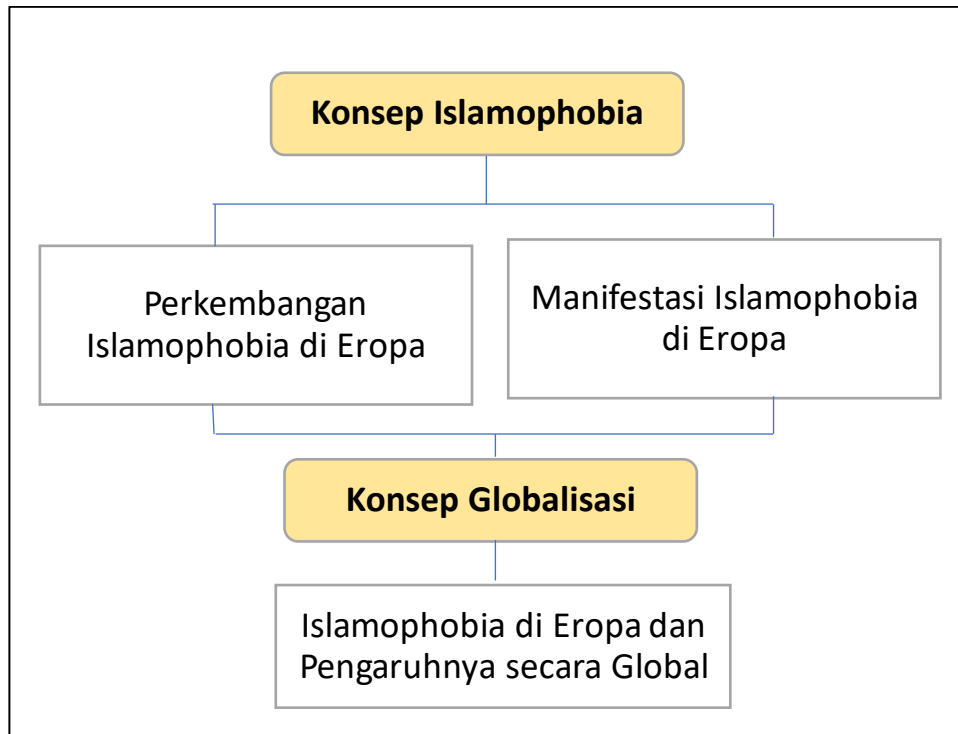 Konsep Islamophobia
Perkembangan
Islamophobia di Eropa
Manifestasi Islamophobia
di Eropa
Konsep Globalisasi
Islamophobia di Eropa dan
Pengaruhnya secara Global